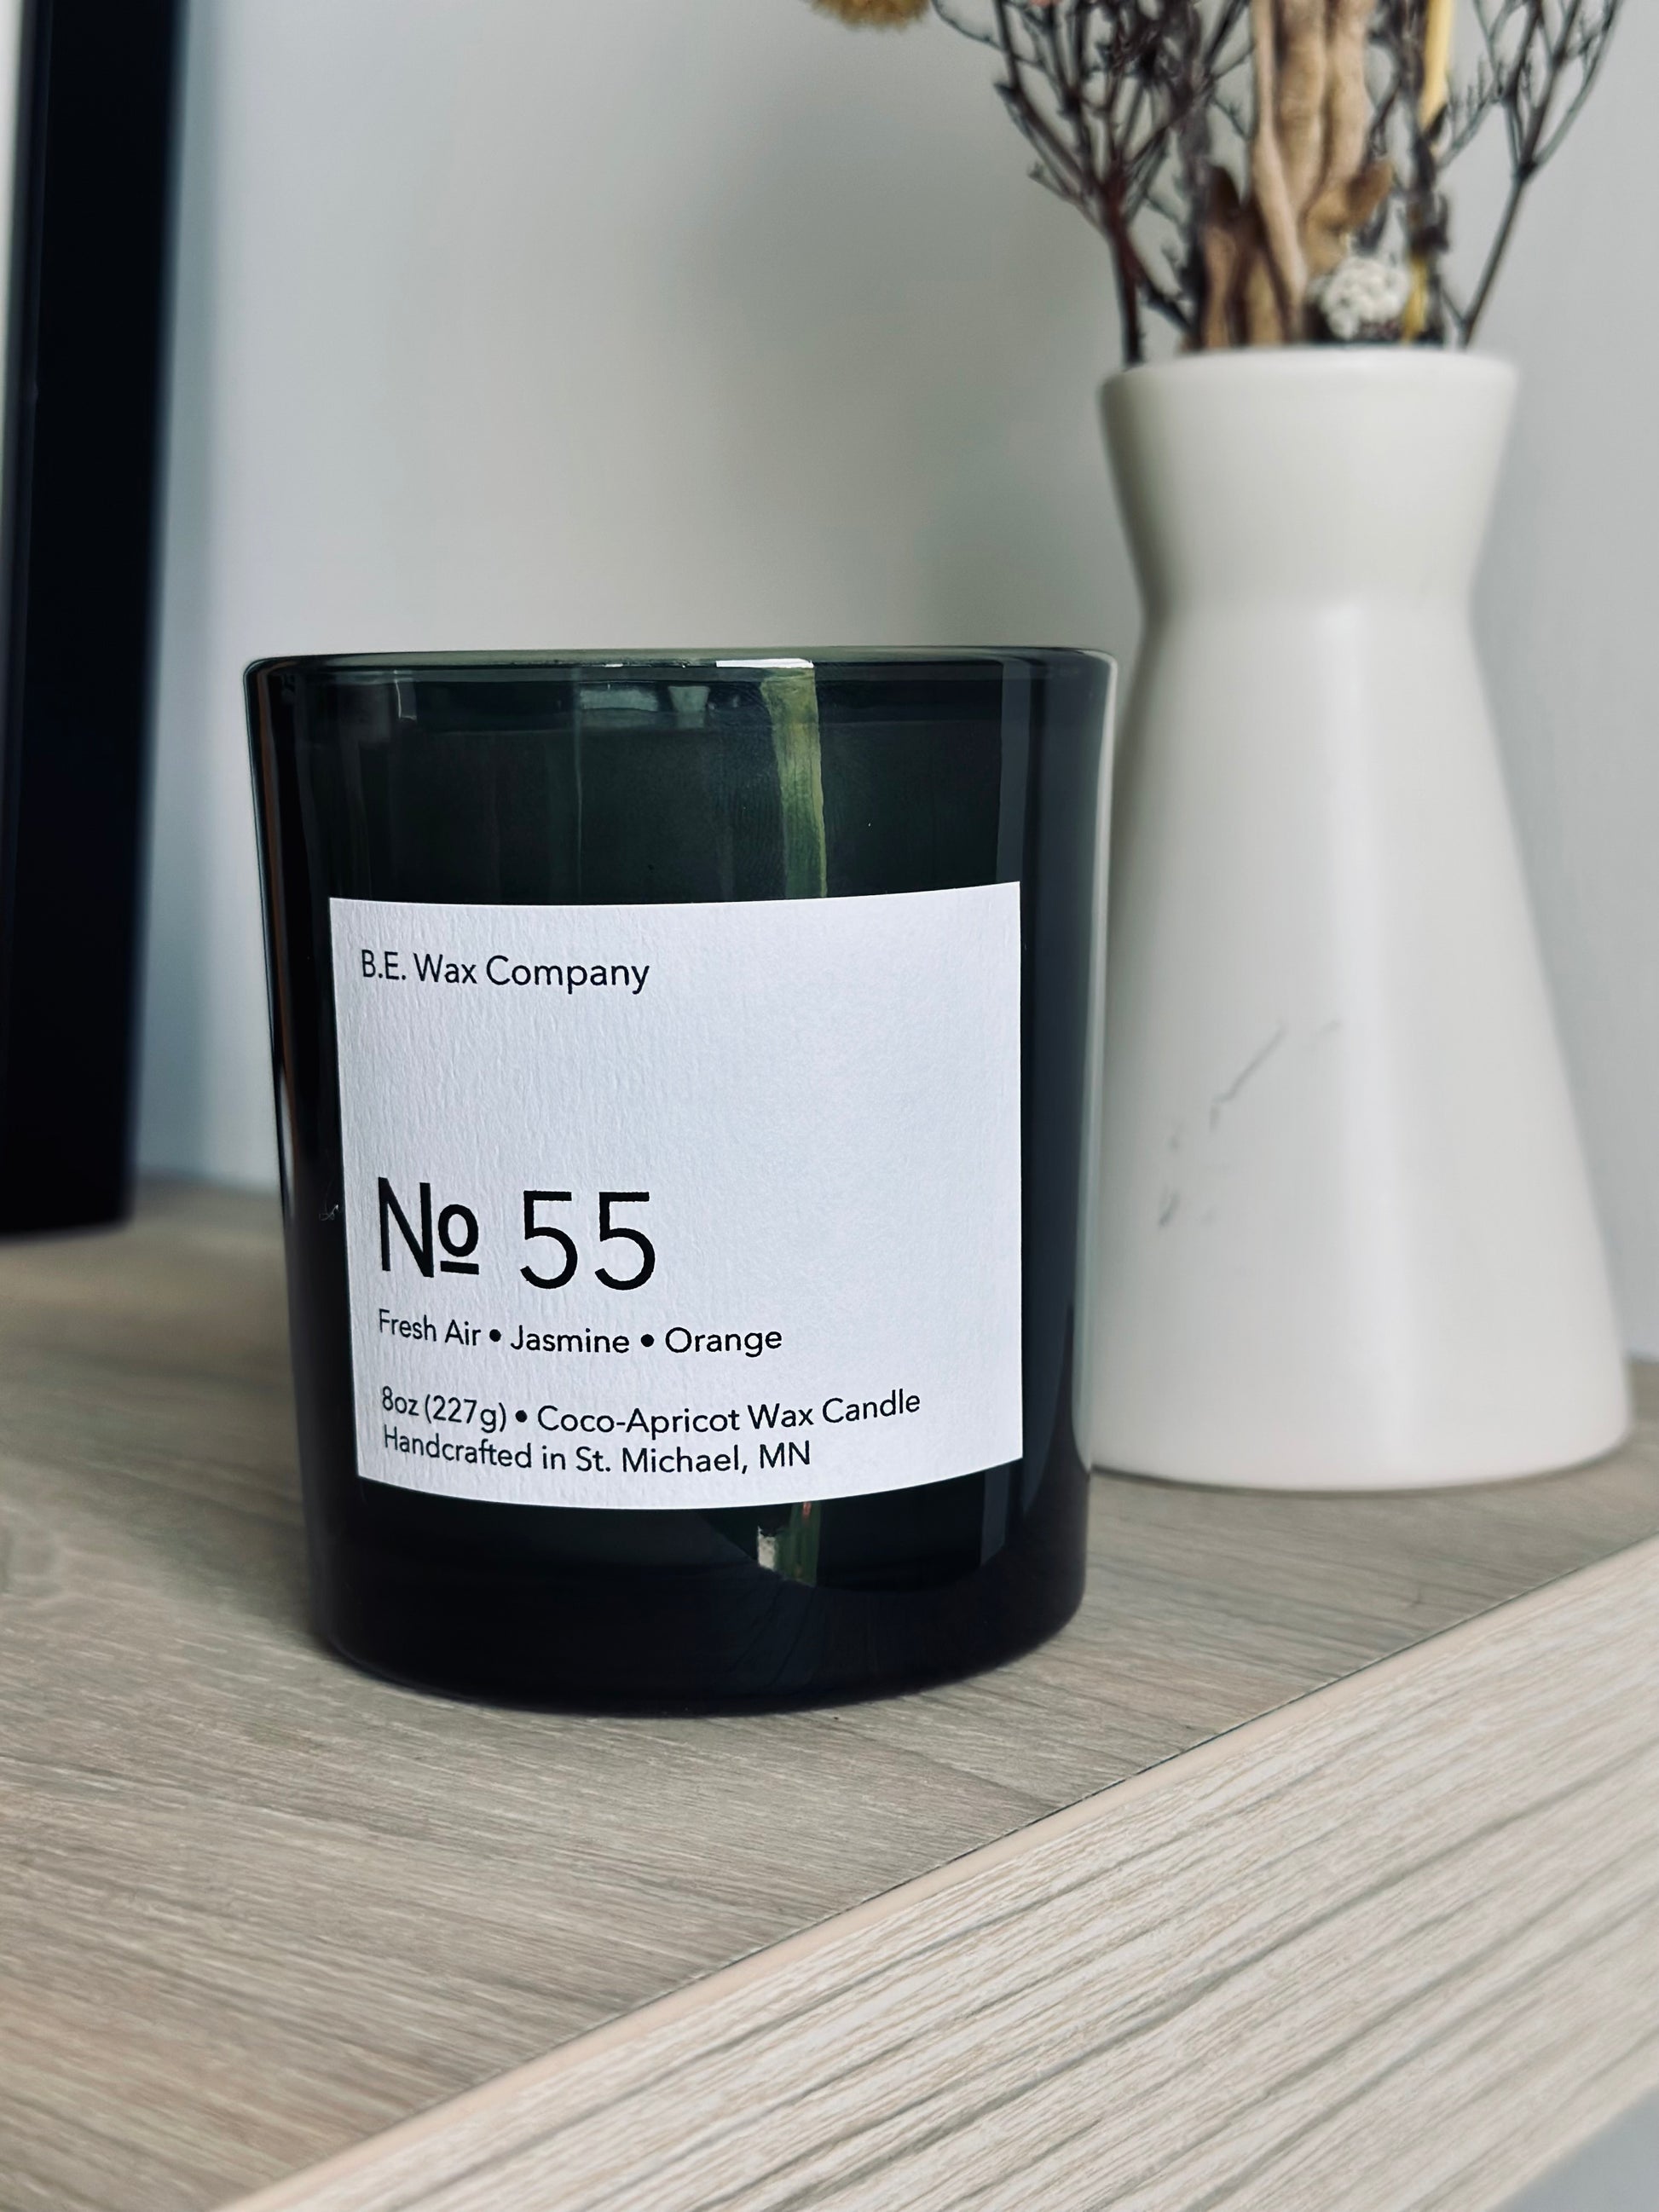 B.E. Wax Company
№ 55
Fresh Air • Jasmine • Orange
8oz (227g) • Coco-Apricot Wax Candle
Handcrafted in St. Michael, MN